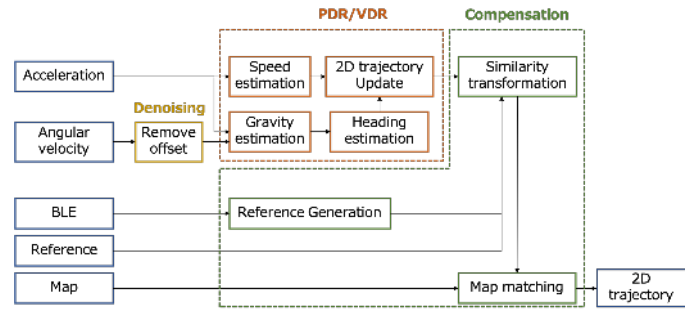 PDR/VDR
Compensation
Acceleration
Speed
estimation
2D trajectory
Update
Similarity
transformation
Denoising
Angular
velocity
Remove
offset
Gravity
estimation
Heading
estimation
BLE
Reference Generation
Reference
Map
Map matching
2D
trajectory